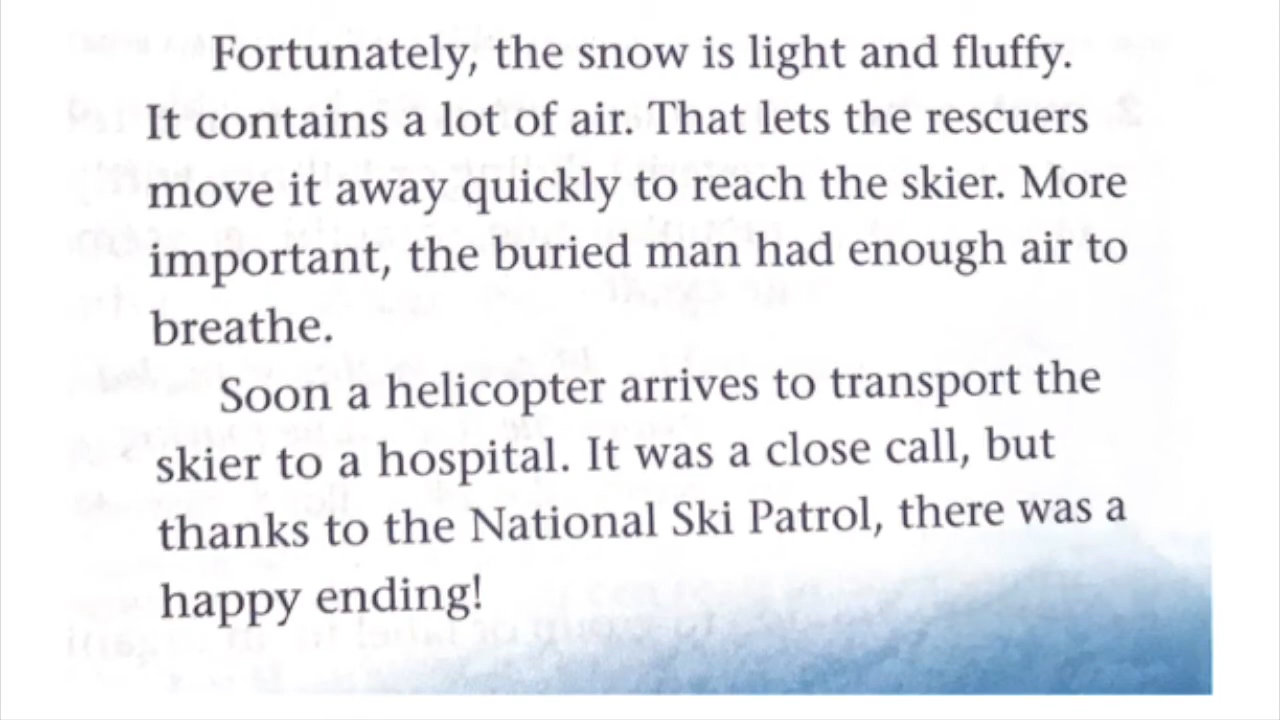 Fortunately, the snow is light and fluffy.
It contains a lot of air. That lets the rescuers
move it away quickly to reach the skier. More
important, the buried man had enough air to
breathe.
Soon a helicopter arrives to transport the
skier to a hospital. It was a close call, but
thanks to the National Ski Patrol, there was a
happy ending!